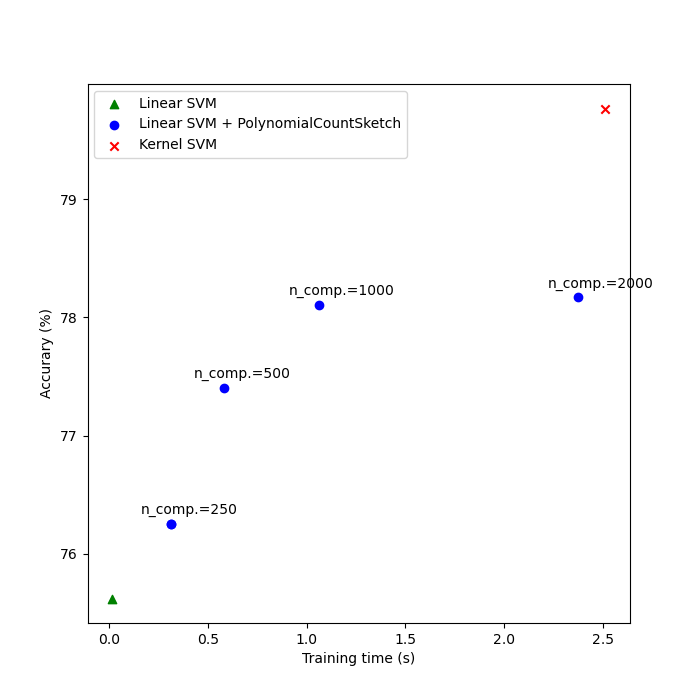 Linear SVM
Linear SVM + PolynomialCountSketch
Kernel SVM
79
78
77
76
Accurary (%)
n_comp.=2000
n_comp.=1000
n_comp.=500
n_comp.=250
0.0 0.5 1.0 1.5 2.0 2.5
Training time (s)